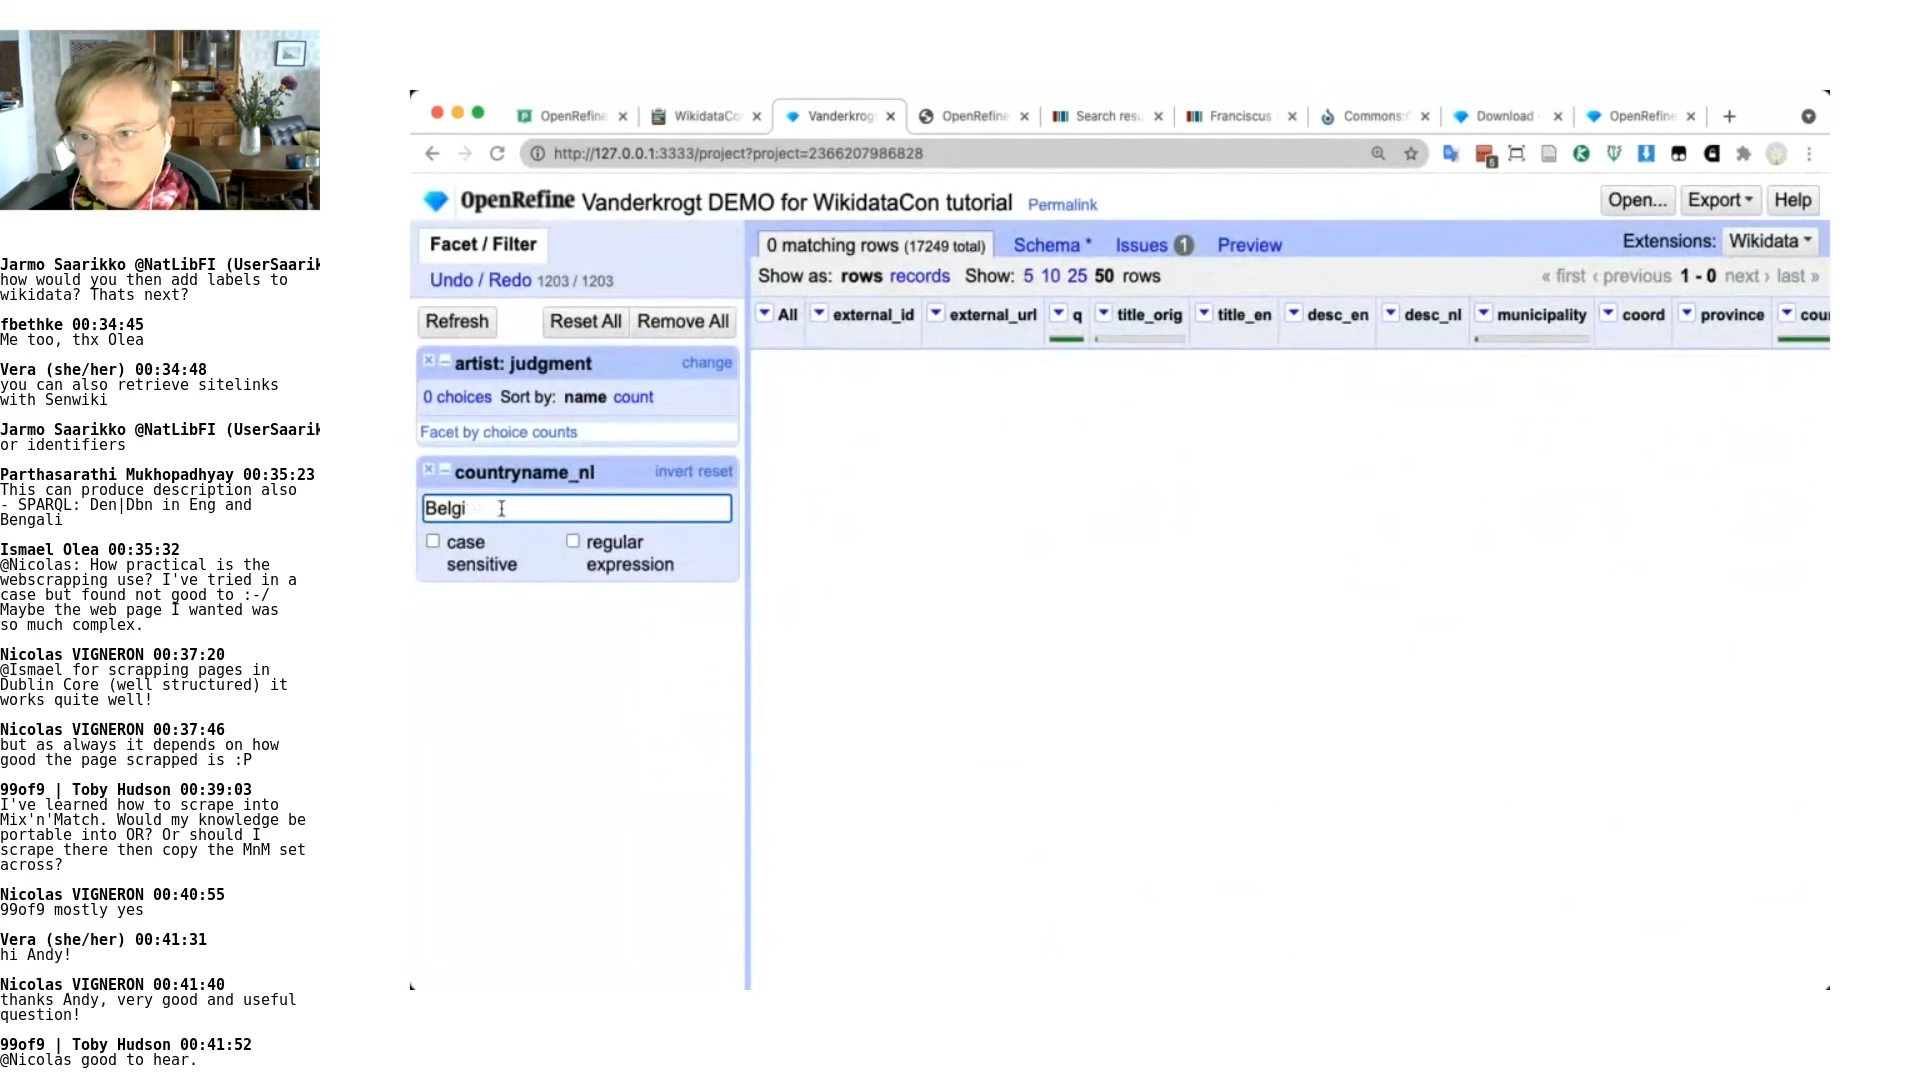 Jarmo Saarikko @NatLibFI (UserSaarik
how would you then add labels to
wikidata? Thats next?
fbethke 00:34:45
Me too, thx Olea
Vera (she/her) 00:34:48
you can also retrieve sitelinks
with Senwiki
Jarmo Saarikko @NatLibFI (UserSaarik
or identifiers
Parthasarathi Mukhopadhyay 00:35:23
This can produce description also
- SPARQL: Den|Dbn in Eng and
Bengali
Ismael Olea 00:35:32
@Nicolas: How practical is the
webscrapping use? I've tried in a
case but found not good to :-/
Maybe the web page I wanted was
so much complex.
Nicolas VIGNERON 00:37:20
@Ismael for scrapping pages in
Dublin Core (well structured) it
works quite well!
Nicolas VIGNERON 00:37:46
but as always it depends on how
good the page scrapped is :P
99of9 | Toby Hudson 00:39:03
I've learned how to scrape into
Mix'n'Match. Would my knowledge be
portable into OR? Or should I
scrape there then copy the MnM set
across?
Nicolas VIGNERON 00:40:55
99of9 mostly yes
Vera (she/her) 00:41:31
hi Andy!
Nicolas VIGNERON 00:41:40
thanks Andy, very good and useful
question!
99of9 | Toby Hudson 00:41:52
@Nicolas good to hear.
OpenRefine WikidataCo Vanderkrog OpenRefine Search resu Franciscus Commons: Download OpenRefine
http://127.0.0.1:3333/project?project=2366207986828
5
OpenRefine Vanderkrogt DEMO for WikidataCon tutorial Permalink Open... Export Help
Facet / Filter
Undo / Redo 1203 / 1203
Refresh Reset All Remove All
artist: judgment change
0 choices Sort by: name count
Facet by choice counts
countryname_nl invert reset
Belgi
case sensitive
regular expression
0 matching rows (17249 total) Schema * Issues 1 Preview Extensions: Wikidata
Show as: rows records Show: 5 10 25 50 rows « first ‹ previous 1 - 0 next › last »
All external_id external_url q title_orig title_en desc_en desc_nl municipality coord province cou